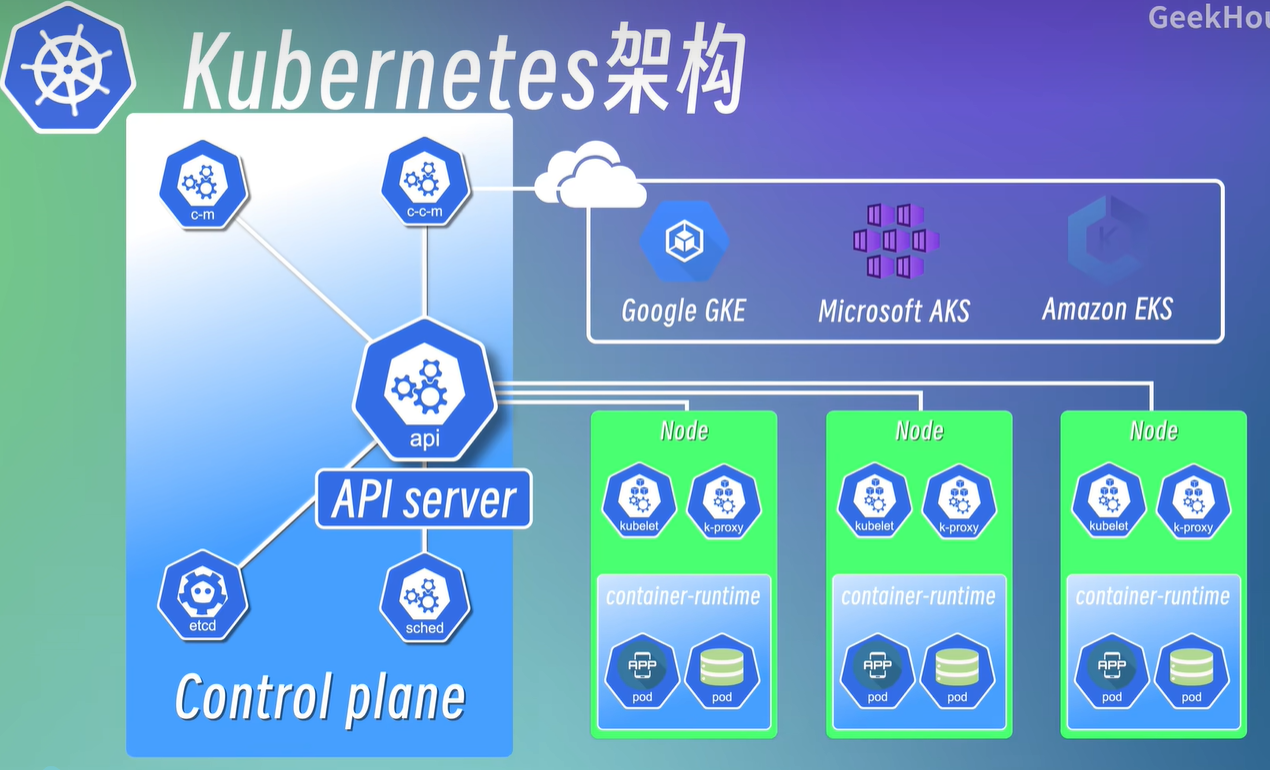 GeekHou
Kubernetes架构
c-m
c-c-m
Google GKE
Microsoft AKS
Amazon EKS
api
API server
etcd
sched
Control plane
Node
kubelet
k-proxy
container-runtime
APP
pod
pod
Node
kubelet
k-proxy
container-runtime
APP
pod
pod
Node
kubelet
k-proxy
container-runtime
APP
pod
pod